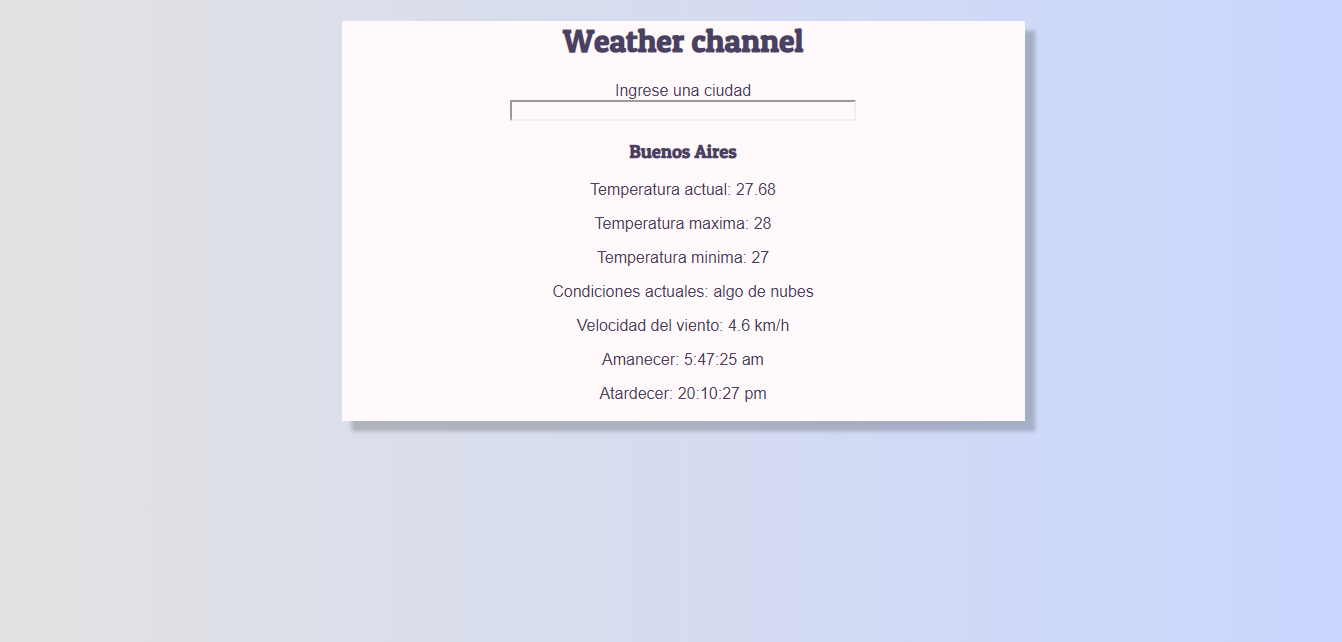 Weather channel
Ingrese una ciudad
Buenos Aires
Temperatura actual: 27.68
Temperatura maxima: 28
Temperatura minima: 27
Condiciones actuales: algo de nubes
Velocidad del viento: 4.6 km/h
Amanecer: 5:47:25 am
Atardecer: 20:10:27 pm